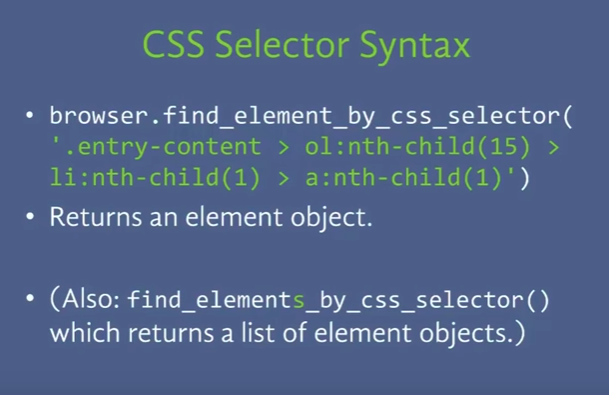 CSS Selector Syntax
• browser.find_element_by_css_selector(
'.entry-content > ol:nth-child(15) >
li:nth-child(1) > a:nth-child(1)')
• Returns an element object.
• (Also: find_elements_by_css_selector()
which returns a list of element objects.)